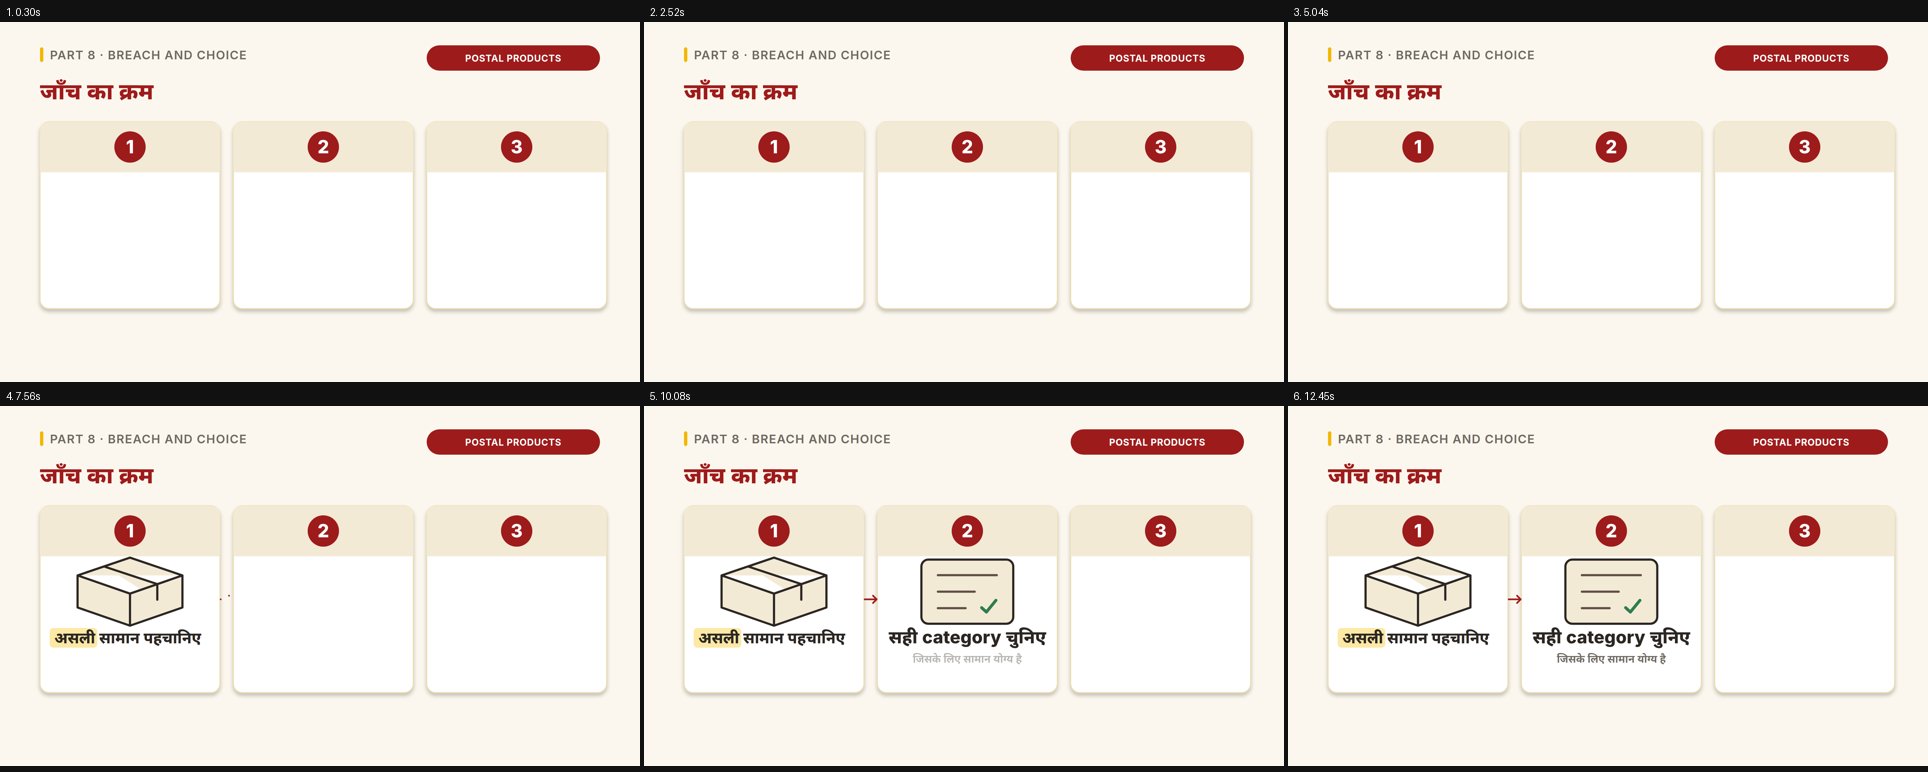 1. 0.30s
PART 8 · BREACH AND CHOICE
POSTAL PRODUCTS
जाँच का क्रम
1
2
3
2. 2.52s
PART 8 · BREACH AND CHOICE
POSTAL PRODUCTS
जाँच का क्रम
1
2
3
3. 5.04s
PART 8 · BREACH AND CHOICE
POSTAL PRODUCTS
जाँच का क्रम
1
2
3
4. 7.56s
PART 8 · BREACH AND CHOICE
POSTAL PRODUCTS
जाँच का क्रम
1
2
3
असली सामान पहचानिए
5. 10.08s
PART 8 · BREACH AND CHOICE
POSTAL PRODUCTS
जाँच का क्रम
1
2
3
असली सामान पहचानिए
सही category चुनिए
जिसके लिए सामान योग्य है
6. 12.45s
PART 8 · BREACH AND CHOICE
POSTAL PRODUCTS
जाँच का क्रम
1
2
3
असली सामान पहचानिए
सही category चुनिए
जिसके लिए सामान योग्य है